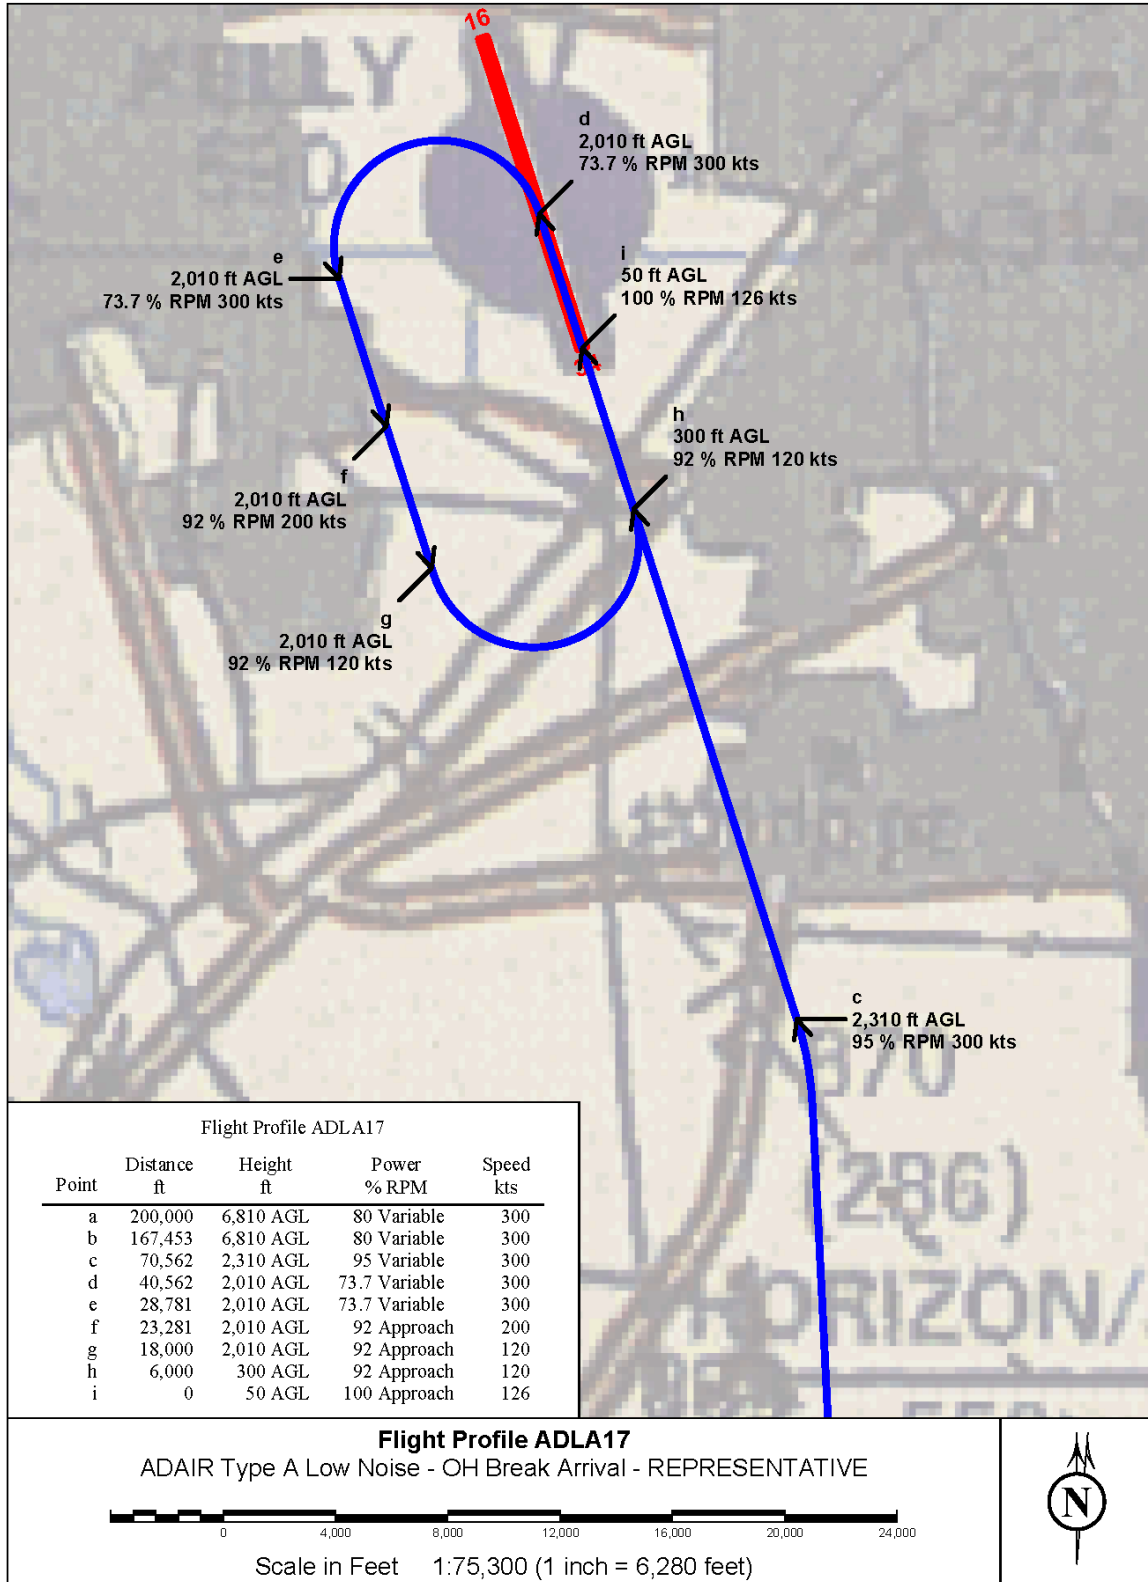 16
KELLY
d
2,010 ft AGL
73.7 % RPM 300 kts
i
50 ft AGL
100 % RPM 126 kts
e
2,010 ft AGL
73.7 % RPM 300 kts
h
300 ft AGL
92 % RPM 120 kts
f
2,010 ft AGL
92 % RPM 200 kts
g
2,010 ft AGL
92 % RPM 120 kts
c
2,310 ft AGL
95 % RPM 300 kts
870
(286)
HORIZON/
Flight Profile ADLA17
Distance Height Power Speed
Point ft ft % RPM kts
a 200,000 6,810 AGL 80 Variable 300
b 167,453 6,810 AGL 80 Variable 300
c 70,562 2,310 AGL 95 Variable 300
d 40,562 2,010 AGL 73.7 Variable 300
e 28,781 2,010 AGL 73.7 Variable 300
f 23,281 2,010 AGL 92 Approach 200
g 18,000 2,010 AGL 92 Approach 120
h 6,000 300 AGL 92 Approach 120
i 0 50 AGL 100 Approach 126
Flight Profile ADLA17
ADAIR Type A Low Noise - OH Break Arrival - REPRESENTATIVE
0 4,000 8,000 12,000 16,000 20,000 24,000
Scale in Feet 1:75,300 (1 inch = 6,280 feet)
N